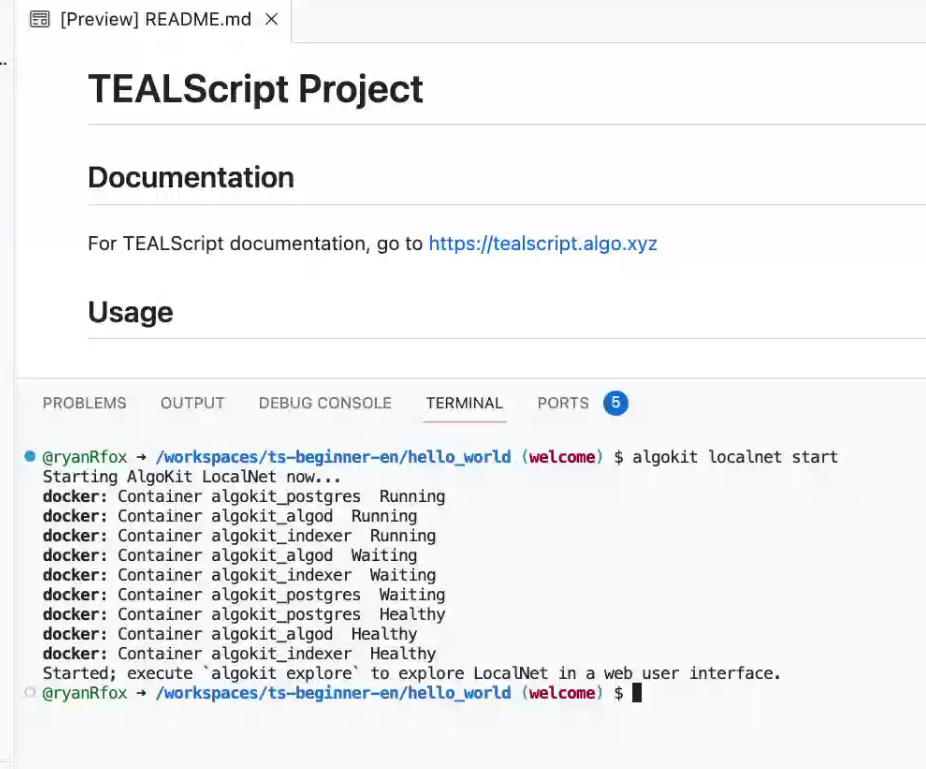 [Preview] README.md
TEALScript Project
Documentation
For TEALScript documentation, go to https://tealscript.algo.xyz
Usage
PROBLEMS OUTPUT DEBUG CONSOLE TERMINAL PORTS 5
@ryanRfox → /workspaces/ts-beginner-en/hello_world (welcome) $ algokit localnet start
Starting AlgoKit LocalNet now...
docker: Container algokit_postgres  Running
docker: Container algokit_algod  Running
docker: Container algokit_indexer  Running
docker: Container algokit_algod  Waiting
docker: Container algokit_indexer  Waiting
docker: Container algokit_postgres  Waiting
docker: Container algokit_postgres  Healthy
docker: Container algokit_algod  Healthy
docker: Container algokit_indexer  Healthy
Started; execute `algokit explore` to explore LocalNet in a web user interface.
@ryanRfox → /workspaces/ts-beginner-en/hello_world (welcome) $